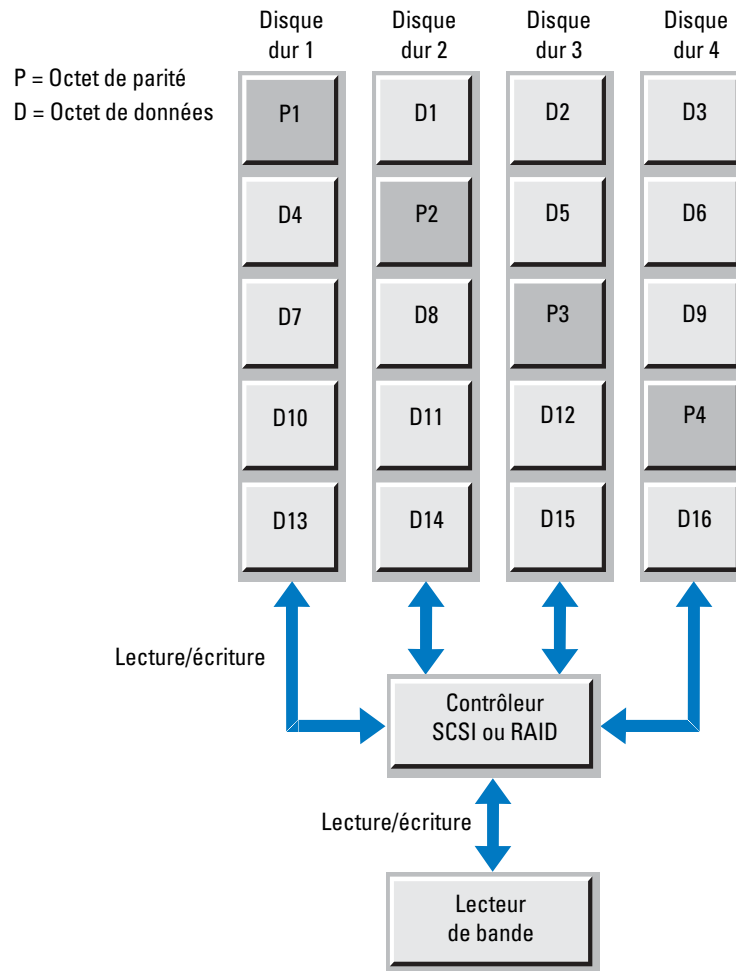 Disque dur 1
Disque dur 2
Disque dur 3
Disque dur 4
P = Octet de parité
D = Octet de données
P1
D1
D2
D3
D4
P2
D5
D6
D7
D8
P3
D9
D10
D11
D12
P4
D13
D14
D15
D16
Lecture/écriture
Contrôleur
SCSI ou RAID
Lecture/écriture
Lecteur
de bande